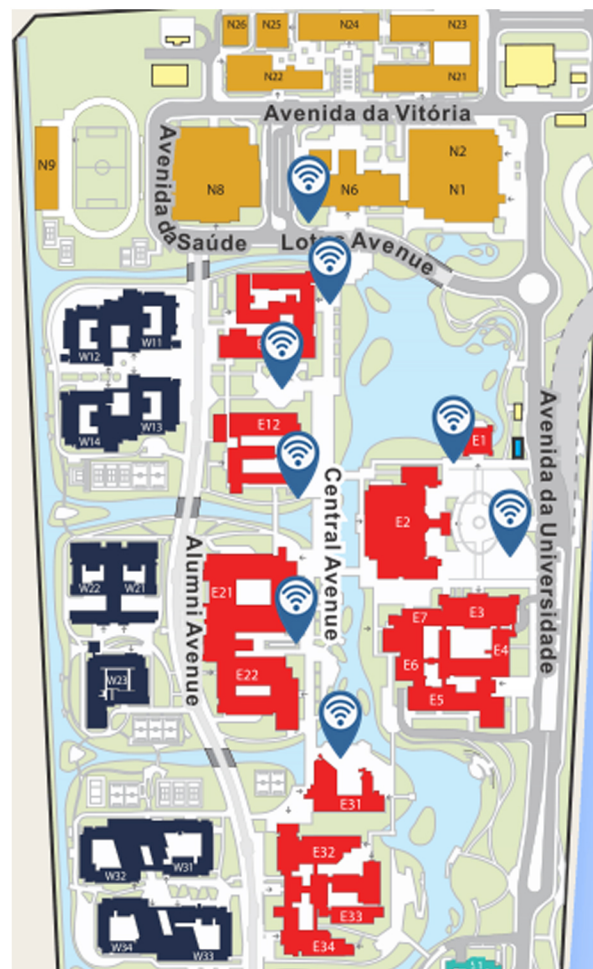 N26
N25
N24
N23
N22
N21
Avenida da Vitória
N9
N8
N6
N2
N1
Avenida da Saúde
Lotus Avenue
W12
W11
W14
W13
E12
E1
Central Avenue
Avenida da Universidade
E2
Alumni Avenue
W22
W21
E21
W23
E22
E7
E3
E4
E6
E5
E31
W32
W31
E32
W34
W33
E33
E34